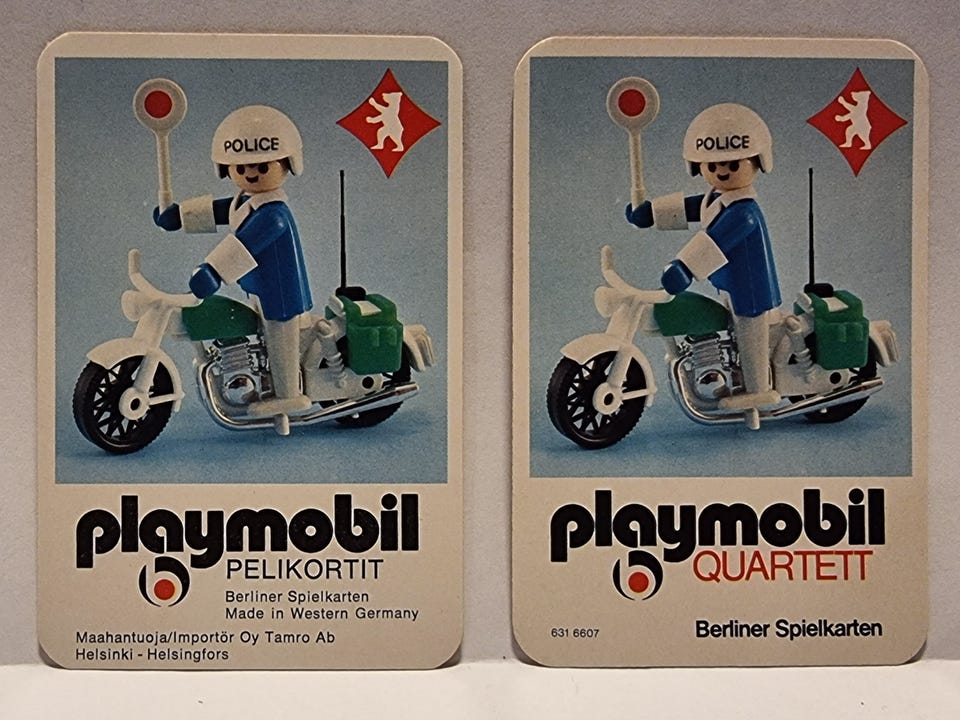 POLICE
playmobil
PELIKORTIT
Berliner Spielkarten
Made in Western Germany
Maahantuoja/Importör Oy Tamro Ab
Helsinki - Helsingfors
POLICE
playmobil
QUARTETT
631 6607
Berliner Spielkarten